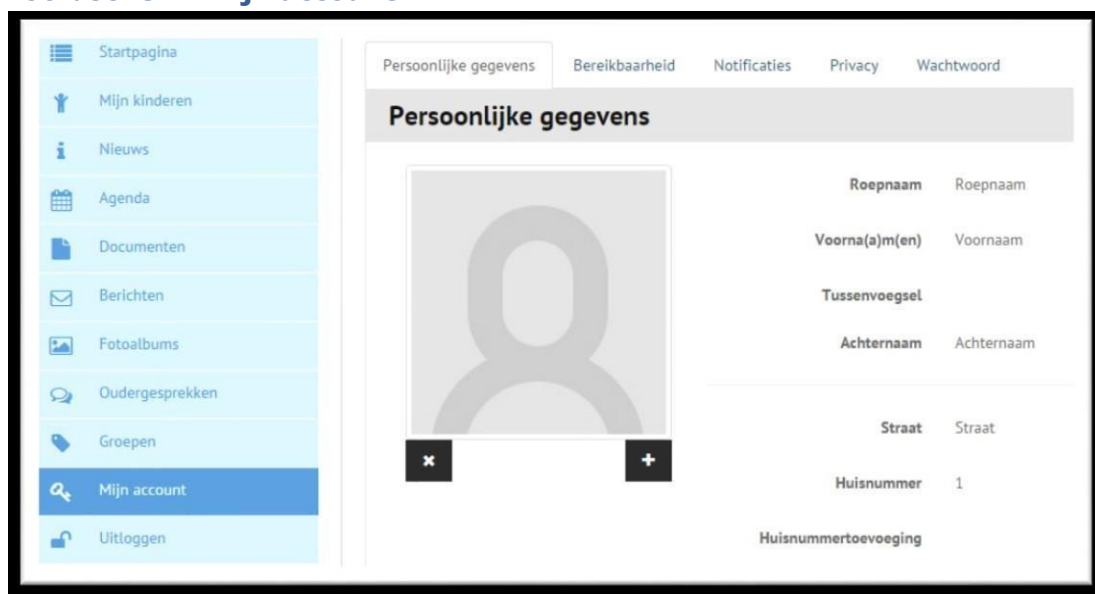 Startpagina
Mijn kinderen
Nieuws
Agenda
Documenten
Berichten
Fotoalbums
Oudergesprekken
Groepen
Mijn account
Uitloggen
Persoonlijke gegevens Bereikbaarheid Notificaties Privacy Wachtwoord
Persoonlijke gegevens
Roepnaam Roepnaam
Voorna(a)m(en) Voornaam
Tussenvoegsel
Achternaam Achternaam
Straat Straat
Huisnummer 1
Huisnummertoevoeging